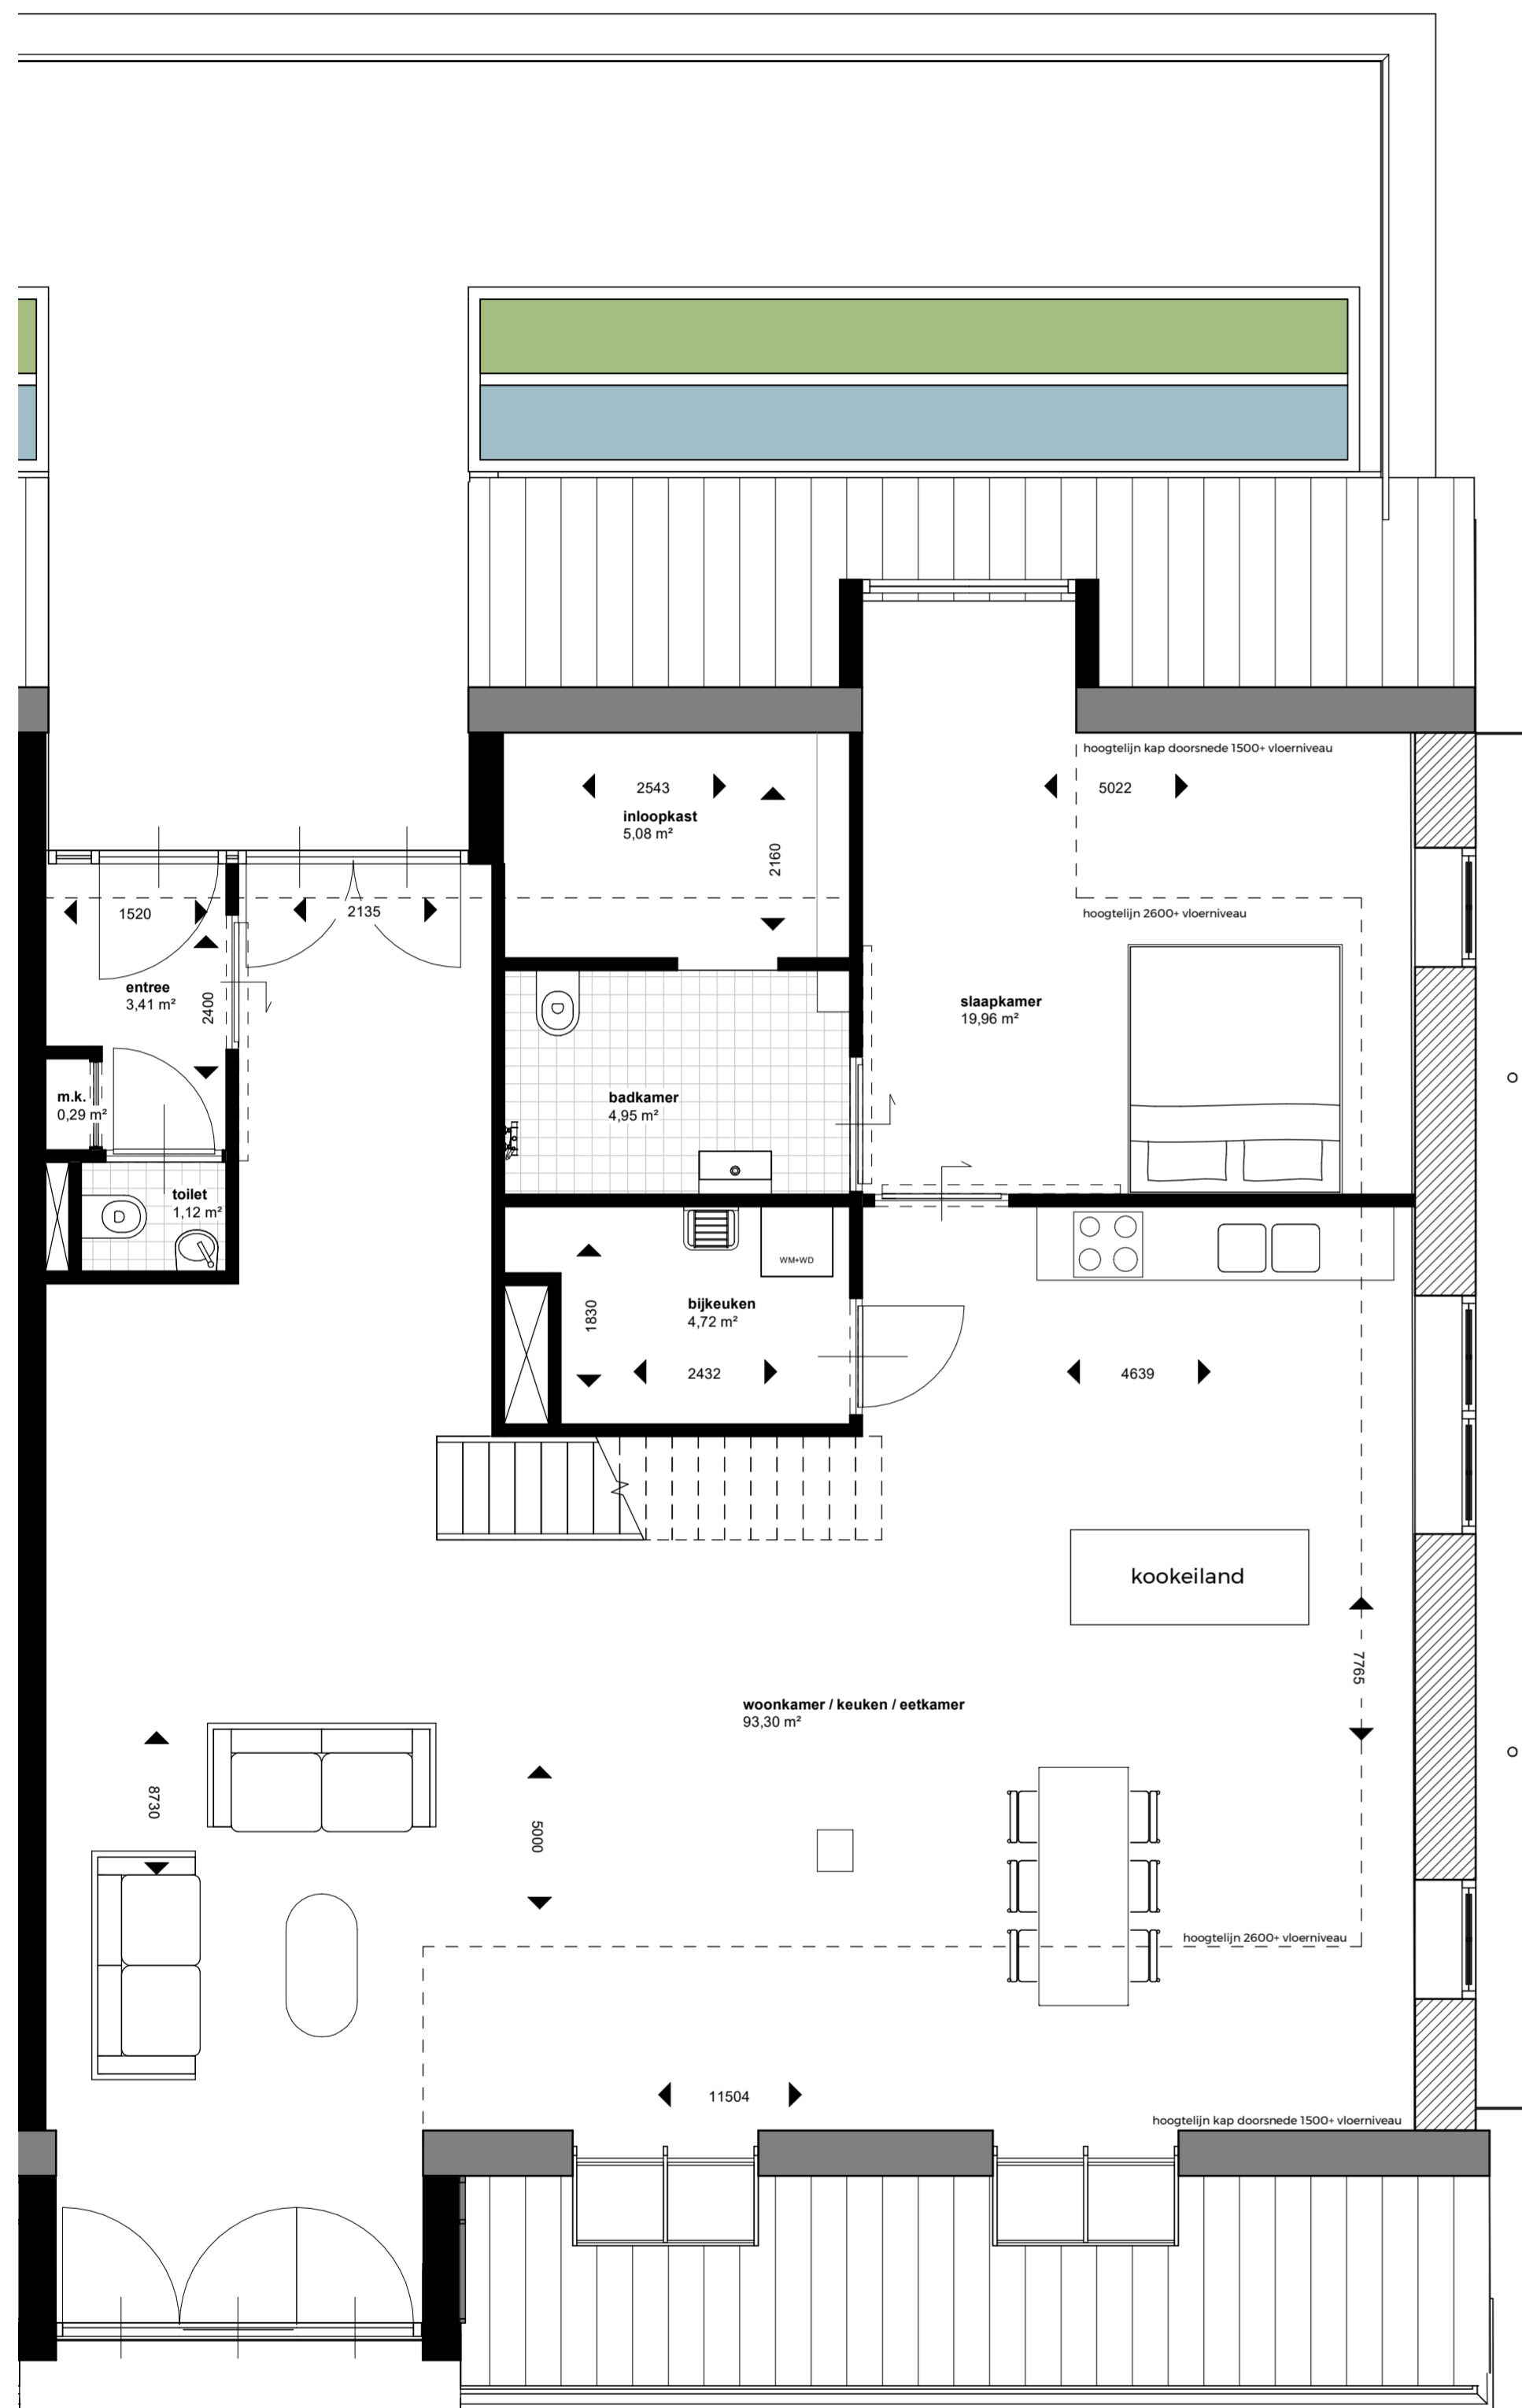 hoogtelijn kap doorsnede 1500+ vloerniveau
2543
5022
inloopkast
5,08 m²
2160
1520
2135
hoogtelijn 2600+ vloerniveau
entree
3,41 m²
2400
slaapkamer
19,96 m²
m.k.
0,29 m²
badkamer
4,95 m²
toilet
1,12 m²
WM+WD
bijkeuken
4,72 m²
1830
2432
4639
kookeiland
7765
woonkamer / keuken / eetkamer
93,30 m²
8730
5000
hoogtelijn 2600+ vloerniveau
11504
hoogtelijn kap doorsnede 1500+ vloerniveau